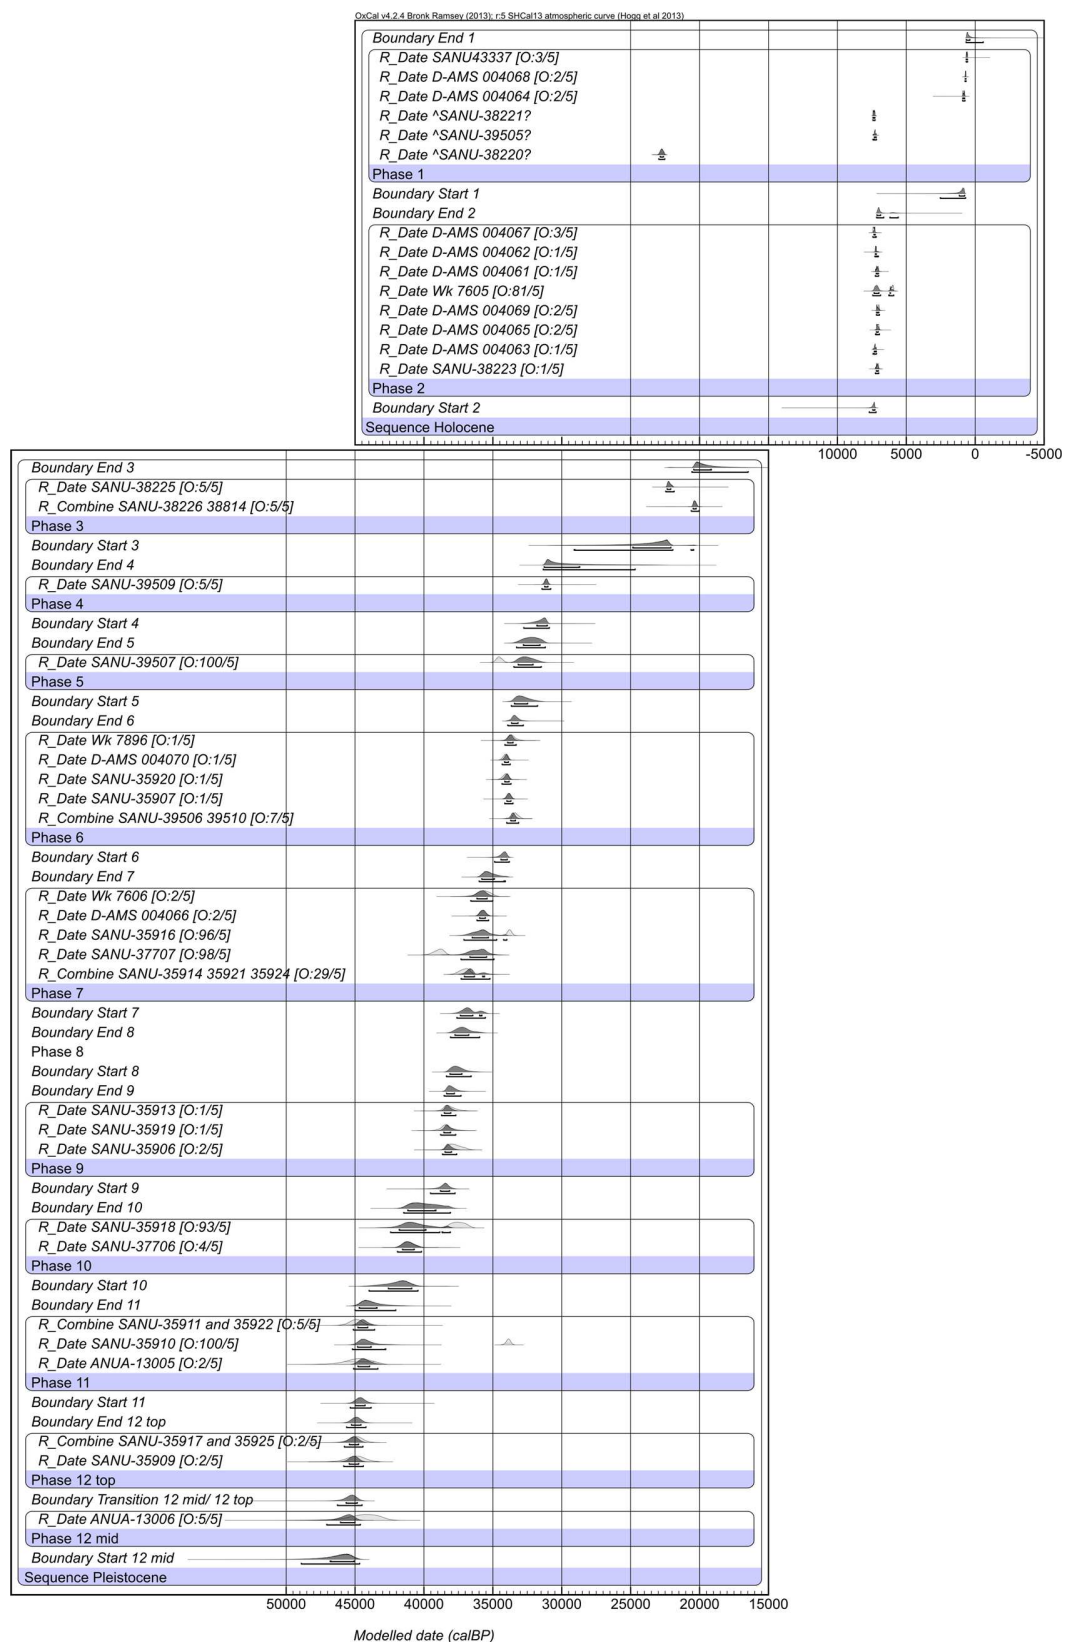 OxCal v4.2.4 Bronk Ramsey (2013); r:5 SHCal13 atmospheric curve (Hogg et al 2013)
Boundary End 1
R_Date SANU43337 [O:3/5]
R_Date D-AMS 004068 [O:2/5]
R_Date D-AMS 004064 [O:2/5]
R_Date ^SANU-38221?
R_Date ^SANU-39505?
R_Date ^SANU-38220?
Phase 1
Boundary Start 1
Boundary End 2
R_Date D-AMS 004067 [O:3/5]
R_Date D-AMS 004062 [O:1/5]
R_Date D-AMS 004061 [O:1/5]
R_Date Wk 7605 [O:81/5]
R_Date D-AMS 004069 [O:2/5]
R_Date D-AMS 004065 [O:2/5]
R_Date D-AMS 004063 [O:1/5]
R_Date SANU-38223 [O:1/5]
Phase 2
Boundary Start 2
Sequence Holocene
10000 5000 0 -5000
Boundary End 3
R_Date SANU-38225 [O:5/5]
R_Combine SANU-38226 38814 [O:5/5]
Phase 3
Boundary Start 3
Boundary End 4
R_Date SANU-39509 [O:5/5]
Phase 4
Boundary Start 4
Boundary End 5
R_Date SANU-39507 [O:100/5]
Phase 5
Boundary Start 5
Boundary End 6
R_Date Wk 7896 [O:1/5]
R_Date D-AMS 004070 [O:1/5]
R_Date SANU-35920 [O:1/5]
R_Date SANU-35907 [O:1/5]
R_Combine SANU-39506 39510 [O:7/5]
Phase 6
Boundary Start 6
Boundary End 7
R_Date Wk 7606 [O:2/5]
R_Date D-AMS 004066 [O:2/5]
R_Date SANU-35916 [O:96/5]
R_Date SANU-37707 [O:98/5]
R_Combine SANU-35914 35921 35924 [O:29/5]
Phase 7
Boundary Start 7
Boundary End 8
Phase 8
Boundary Start 8
Boundary End 9
R_Date SANU-35913 [O:1/5]
R_Date SANU-35919 [O:1/5]
R_Date SANU-35906 [O:2/5]
Phase 9
Boundary Start 9
Boundary End 10
R_Date SANU-35918 [O:93/5]
R_Date SANU-37706 [O:4/5]
Phase 10
Boundary Start 10
Boundary End 11
R_Combine SANU-35911 and 35922 [O:5/5]
R_Date SANU-35910 [O:100/5]
R_Date ANUA-13005 [O:2/5]
Phase 11
Boundary Start 11
Boundary End 12 top
R_Combine SANU-35917 and 35925 [O:2/5]
R_Date SANU-35909 [O:2/5]
Phase 12 top
Boundary Transition 12 mid/ 12 top
R_Date ANUA-13006 [O:5/5]
Phase 12 mid
Boundary Start 12 mid
Sequence Pleistocene
50000 45000 40000 35000 30000 25000 20000 15000
Modelled date (calBP)